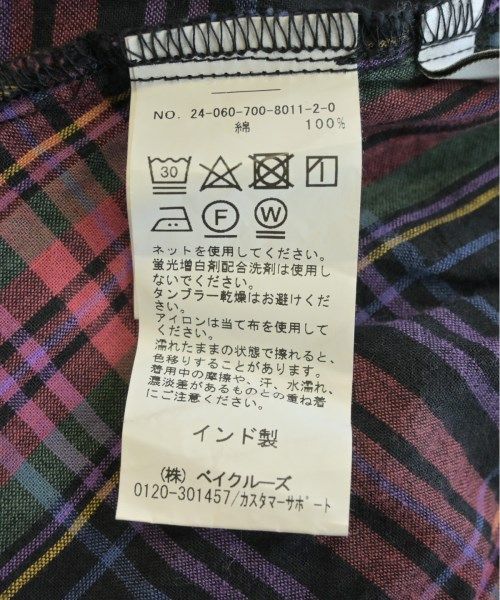 NO. 24-060-700-8011-2-0
綿 100%
30
F W
ネットを使用してください。
蛍光増白剤配合洗剤は使用し
ないでください。
タンブラー乾燥はお避けくだ
さい。
アイロンは当て布を使用して
ください。
濡れたままの状態で擦れると、
色移りすることがあります。
着用中の摩擦や、汗、水濡れ、
濃淡差があるものとの重ね着
にご注意ください。
インド製
(株) ベイクルーズ
0120-301457/カスタマーサポート